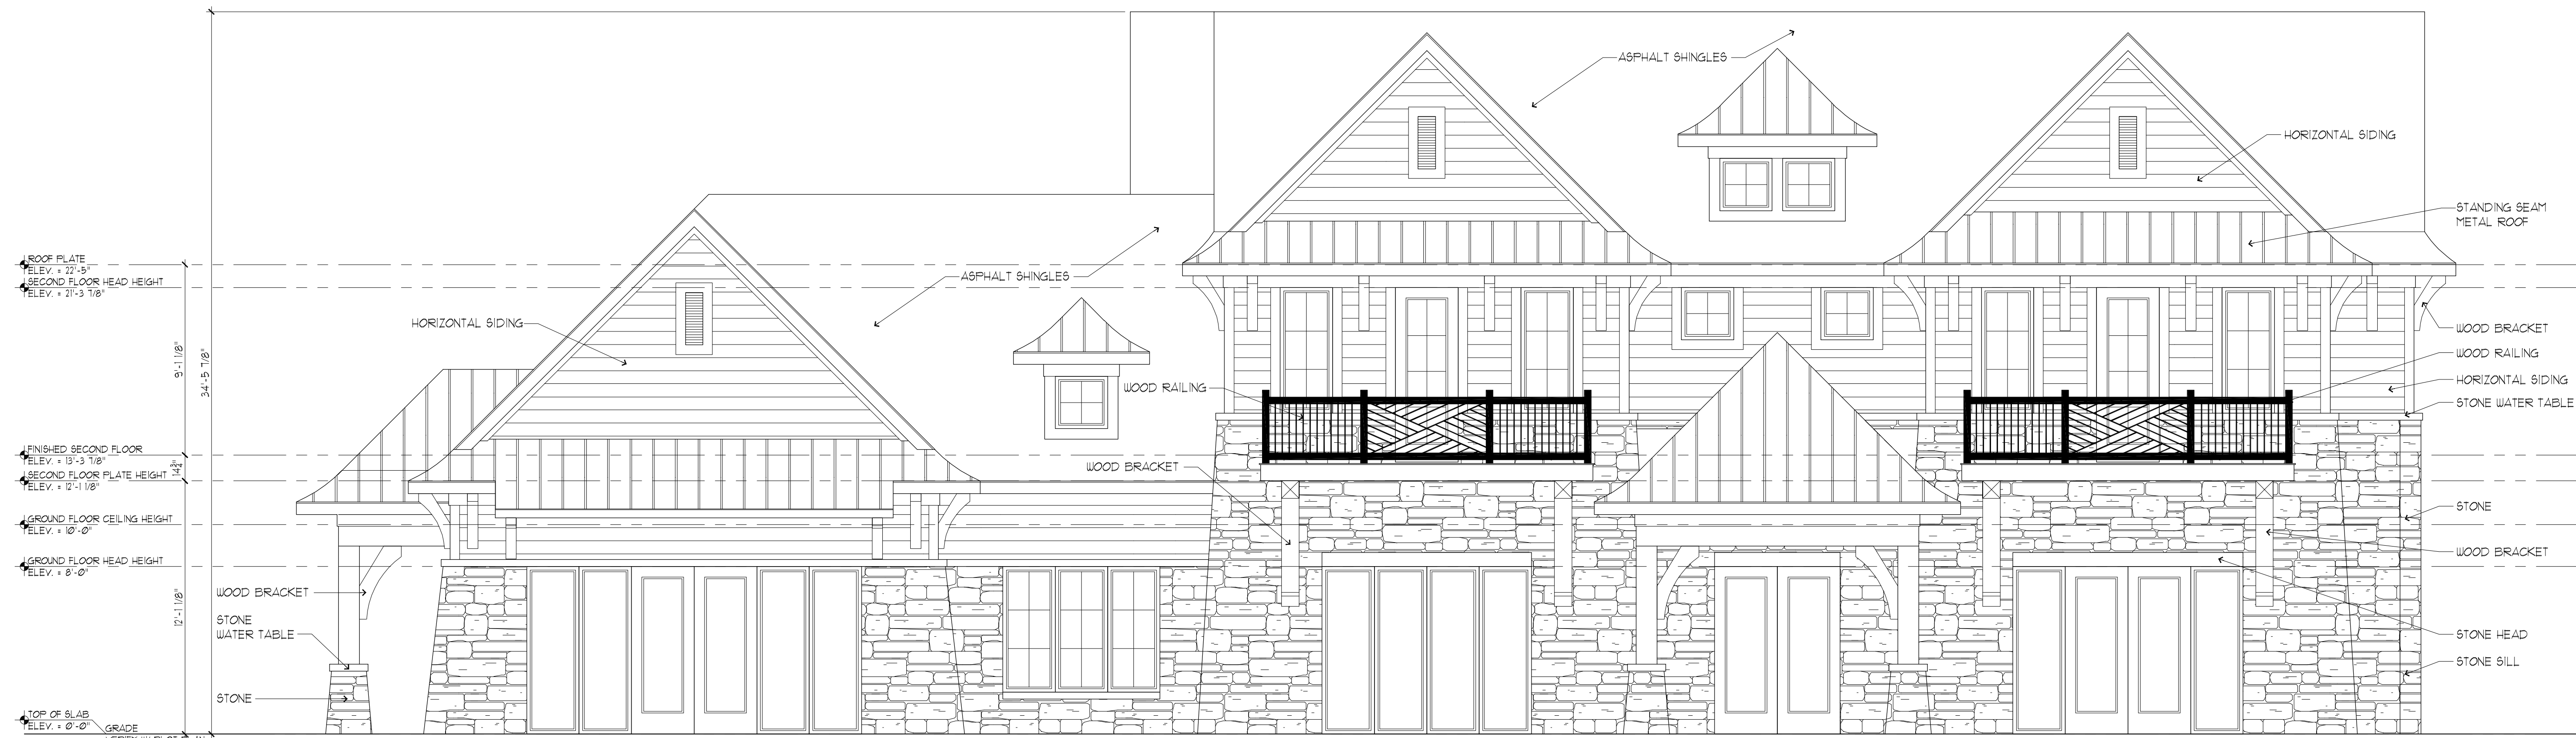 ASPHALT SHINGLES
HORIZONTAL SIDING
STANDING SEAM
METAL ROOF
ROOF PLATE
ELEV. = 22'-5"
SECOND FLOOR HEAD HEIGHT
ELEV. = 21'-3 7/8"
ASPHALT SHINGLES
HORIZONTAL SIDING
9'-1 1/8"
34'-5 7/8"
WOOD BRACKET
WOOD RAILING
WOOD RAILING
HORIZONTAL SIDING
STONE WATER TABLE
FINISHED SECOND FLOOR
ELEV. = 13'-3 7/8"
14 3/4"
SECOND FLOOR PLATE HEIGHT
ELEV. = 12'-1 1/8"
WOOD BRACKET
STONE
GROUND FLOOR CEILING HEIGHT
ELEV. = 10'-0"
WOOD BRACKET
GROUND FLOOR HEAD HEIGHT
ELEV. = 8'-0"
WOOD BRACKET
12'-1 1/8"
STONE
WATER TABLE
STONE HEAD
STONE SILL
STONE
TOP OF SLAB
ELEV. = 0'-0"
GRADE